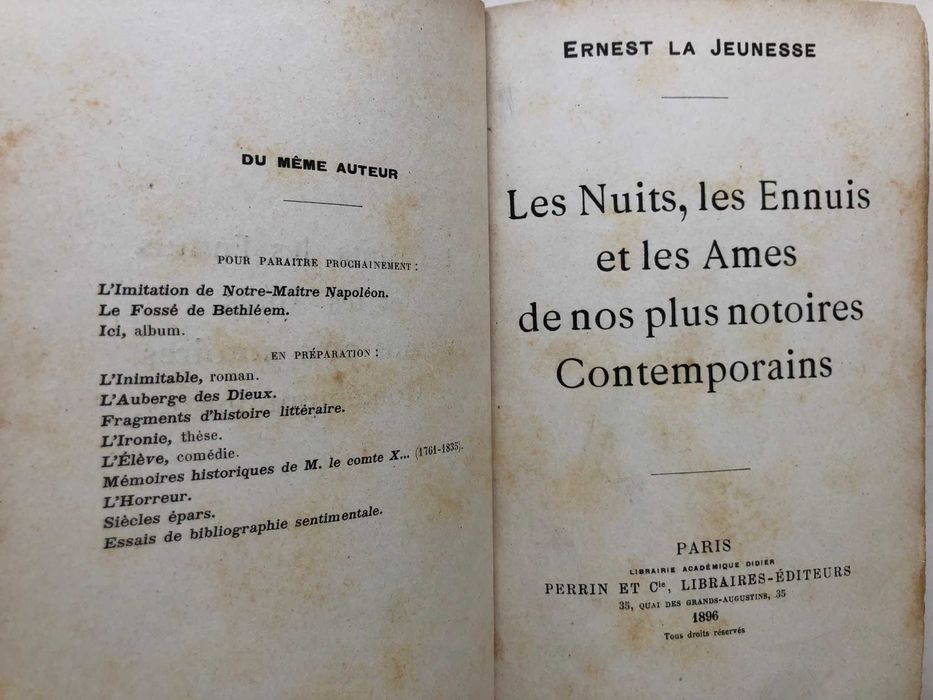 DU MÊME AUTEUR
POUR PARAITRE PROCHAINEMENT :
L'Imitation de Notre-Maître Napoléon.
Le Fossé de Bethléem.
Ici, album.
EN PRÉPARATION :
L'Inimitable, roman.
L'Auberge des Dieux.
Fragments d'histoire littéraire.
L'Ironie, thèse.
L'Élève, comédie.
Mémoires historiques de M. le comte X... (1761-1835).
L'Horreur.
Siècles épars.
Essais de bibliographie sentimentale.
ERNEST LA JEUNESSE
Les Nuits, les Ennuis
et les Ames
de nos plus notoires
Contemporains
PARIS
LIBRAIRIE ACADÉMIQUE DIDIER
PERRIN ET Cie, LIBRAIRES-ÉDITEURS
35, QUAI DES GRANDS-AUGUSTINS, 35
1896
Tous droits réservés